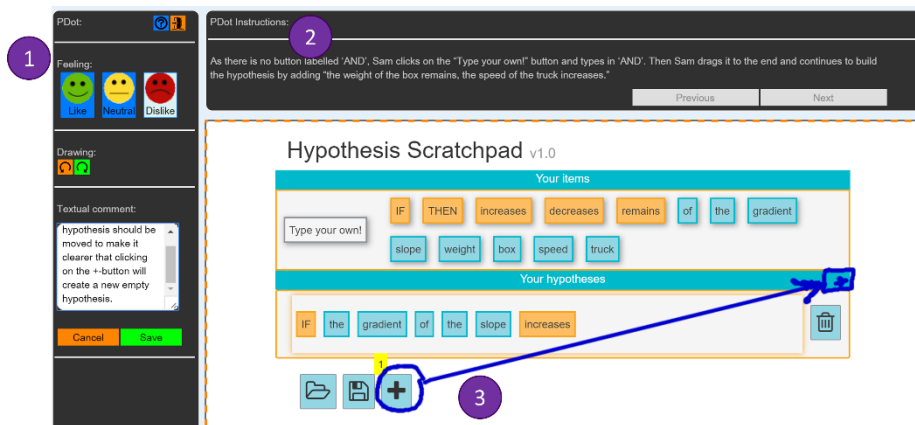 PDot:
1
Feeling:
Like
Neutral
Dislike
Drawing:
Textual comment:
hypothesis should be
moved to make it
clearer that clicking
on the +-button will
create a new empty
hypothesis.
Cancel
Save
PDot Instructions:
2
As there is no button labelled ‘AND’, Sam clicks on the “Type your own!” button and types in ‘AND’. Then Sam drags it to the end and continues to build
the hypothesis by adding “the weight of the box remains, the speed of the truck increases.”
Previous
Next
Hypothesis Scratchpad v1.0
Your items
Type your own!
IF THEN increases decreases remains of the gradient
slope weight box speed truck
Your hypotheses
IF the gradient of the slope increases
1
3